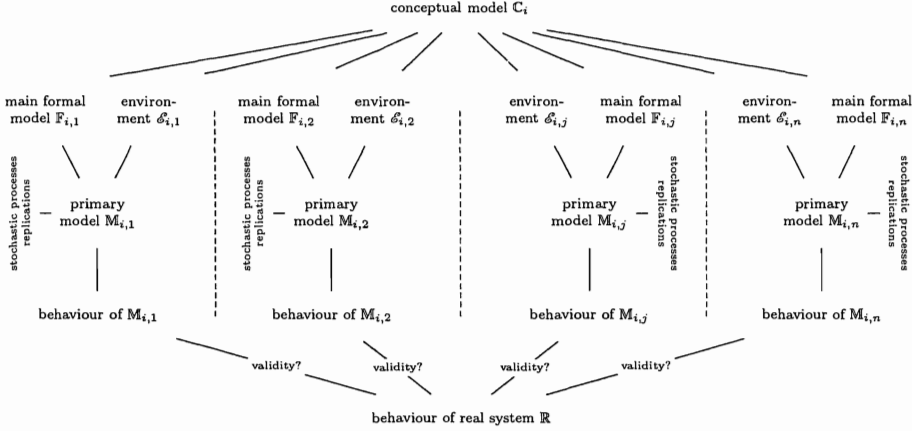 conceptual model ℂᵢ
main formal
model 𝔽ᵢ,₁
environ-
ment ℰᵢ,₁
main formal
model 𝔽ᵢ,₂
environ-
ment ℰᵢ,₂
environ-
ment ℰᵢ,ⱼ
main formal
model 𝔽ᵢ,ⱼ
environ-
ment ℰᵢ,ₙ
main formal
model 𝔽ᵢ,ₙ
stochastic processes
replications
primary
model 𝕄ᵢ,₁
stochastic processes
replications
primary
model 𝕄ᵢ,₂
primary
model 𝕄ᵢ,ⱼ
stochastic processes
replications
primary
model 𝕄ᵢ,ₙ
stochastic processes
replications
behaviour of 𝕄ᵢ,₁
behaviour of 𝕄ᵢ,₂
behaviour of 𝕄ᵢ,ⱼ
behaviour of 𝕄ᵢ,ₙ
validity?
validity?
validity?
validity?
behaviour of real system ℝ